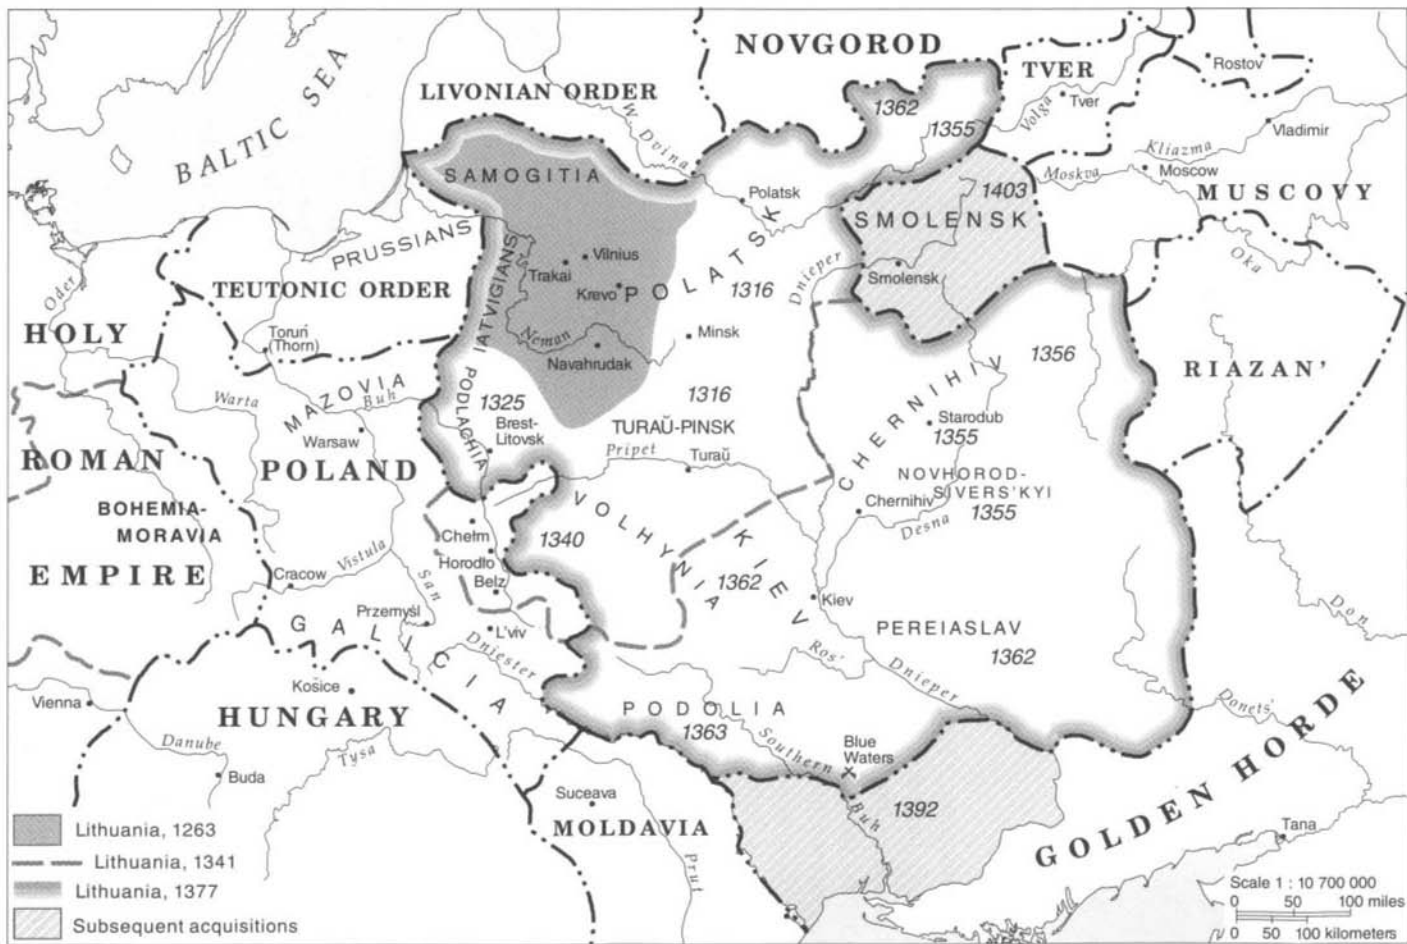 NOVGOROD
TVER
Rostov
BALTIC SEA
LIVONIAN ORDER
W. Dvina
1362
1355
Volga
Tver
Vladimir
Kliazma
Moskva
Moscow
MUSCOVY
SAMOGITIA
Polatsk
1403
SMOLENSK
Smolensk
Dnieper
Oka
PRUSSIANS
IATVIGIANS
Vilnius
Trakai
Krevo
POLATSK
1316
Oder
TEUTONIC ORDER
Toruń
(Thorn)
Neman
Navahrudak
Minsk
1356
RIAZAN’
HOLY
ROMAN
EMPIRE
MAZOVIA
Warta
Buh
PODLACHIA
1325
Brest-
Litovsk
1316
TURAŬ-PINSK
Pripet
Turaŭ
CHERNIHIV
Starodub
1355
Warsaw
POLAND
NOVHOROD-
SIVERS’KYI
1355
BOHEMIA-
MORAVIA
Chernihiv
Desna
VOLHYNIA
1340
KIEV
1362
Kiev
Chełm
Horodło
Belz
Vistula
San
Cracow
Przemyśl
GALICIA
L’viv
Dniester
Ros’
Dnieper
PEREIASLAV
1362
Don
Donets’
Vienna
Košice
HUNGARY
Danube
Buda
Tysa
PODOLIA
1363
Southern
Buh
Blue
Waters
1392
GOLDEN HORDE
Tana
Suceava
MOLDAVIA
Prut
Lithuania, 1263
Lithuania, 1341
Lithuania, 1377
Subsequent acquisitions
Scale 1 : 10 700 000
0 50 100 miles
0 50 100 kilometers